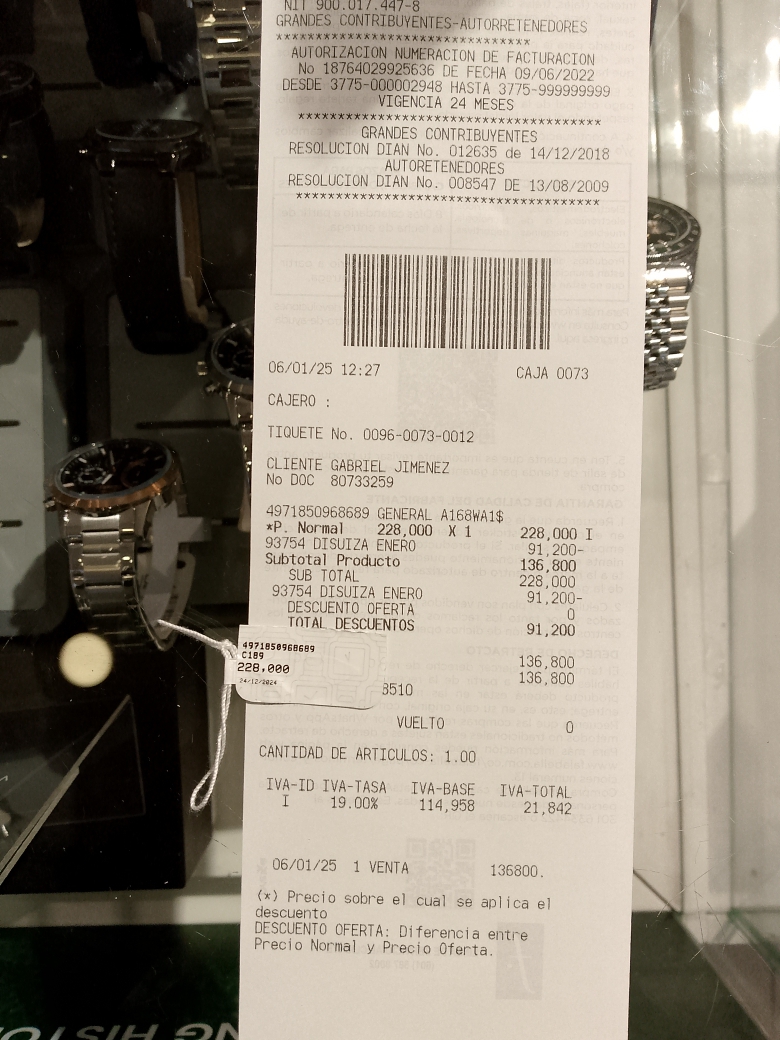 NIT 900.017.447-8
GRANDES CONTRIBUYENTES-AUTORRETENEDORES
******************************
AUTORIZACION NUMERACION DE FACTURACION
No 18764029925636 DE FECHA 09/06/2022
DESDE 3775-000002948 HASTA 3775-999999999
VIGENCIA 24 MESES
************************************
GRANDES CONTRIBUYENTES
RESOLUCION DIAN No. 012635 de 14/12/2018
AUTORETENEDORES
RESOLUCION DIAN No. 008547 DE 13/08/2009
************************************
06/01/25 12:27 CAJA 0073
CAJERO :
TIQUETE No. 0096-0073-0012
CLIENTE GABRIEL JIMENEZ
No DOC 80733259
4971850968689 GENERAL A168WA1$
*P. Normal 228,000 X 1 228,000 I
93754 DISUIZA ENERO 91,200-
Subtotal Producto 136,800
SUB TOTAL 228,000
93754 DISUIZA ENERO 91,200-
DESCUENTO OFERTA 0
TOTAL DESCUENTOS 91,200
4971850968689
C189
228,000
24/12/2024
136,800
136,800
8510
VUELTO 0
CANTIDAD DE ARTICULOS: 1.00
IVA-ID IVA-TASA IVA-BASE IVA-TOTAL
I 19.00% 114,958 21,842
06/01/25 1 VENTA 136800.
(*) Precio sobre el cual se aplica el
descuento
DESCUENTO OFERTA: Diferencia entre
Precio Normal y Precio Oferta.